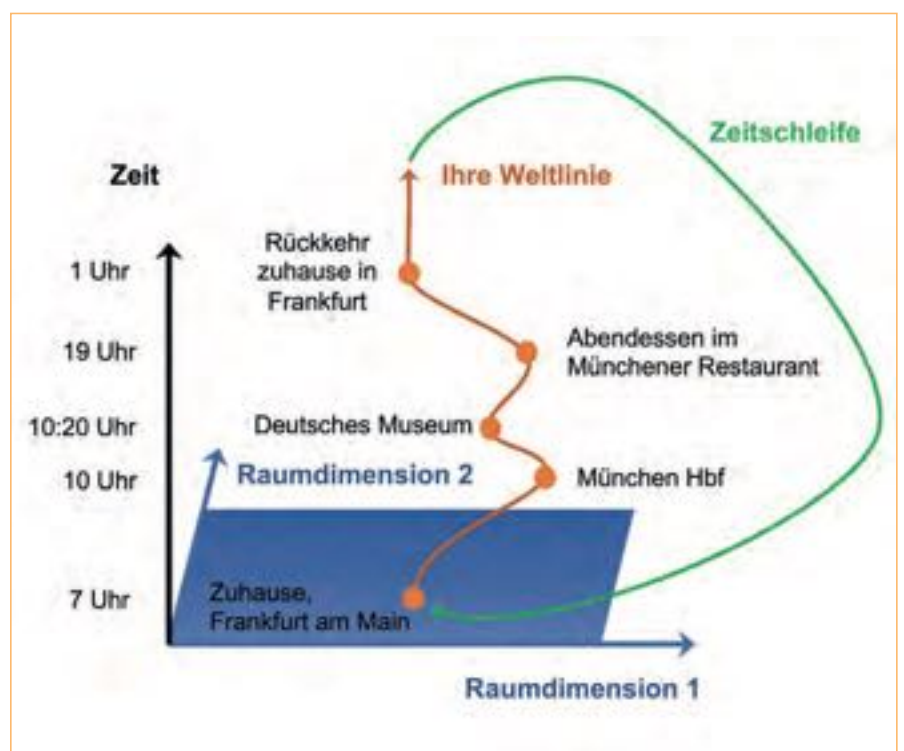 Zeitschleife
Zeit
Ihre Weltlinie
1 Uhr
Rückkehr
zuhause in
Frankfurt
19 Uhr
Abendessen im
Münchener Restaurant
10:20 Uhr
Deutsches Museum
10 Uhr
Raumdimension 2
München Hbf
7 Uhr
Zuhause,
Frankfurt am Main
Raumdimension 1